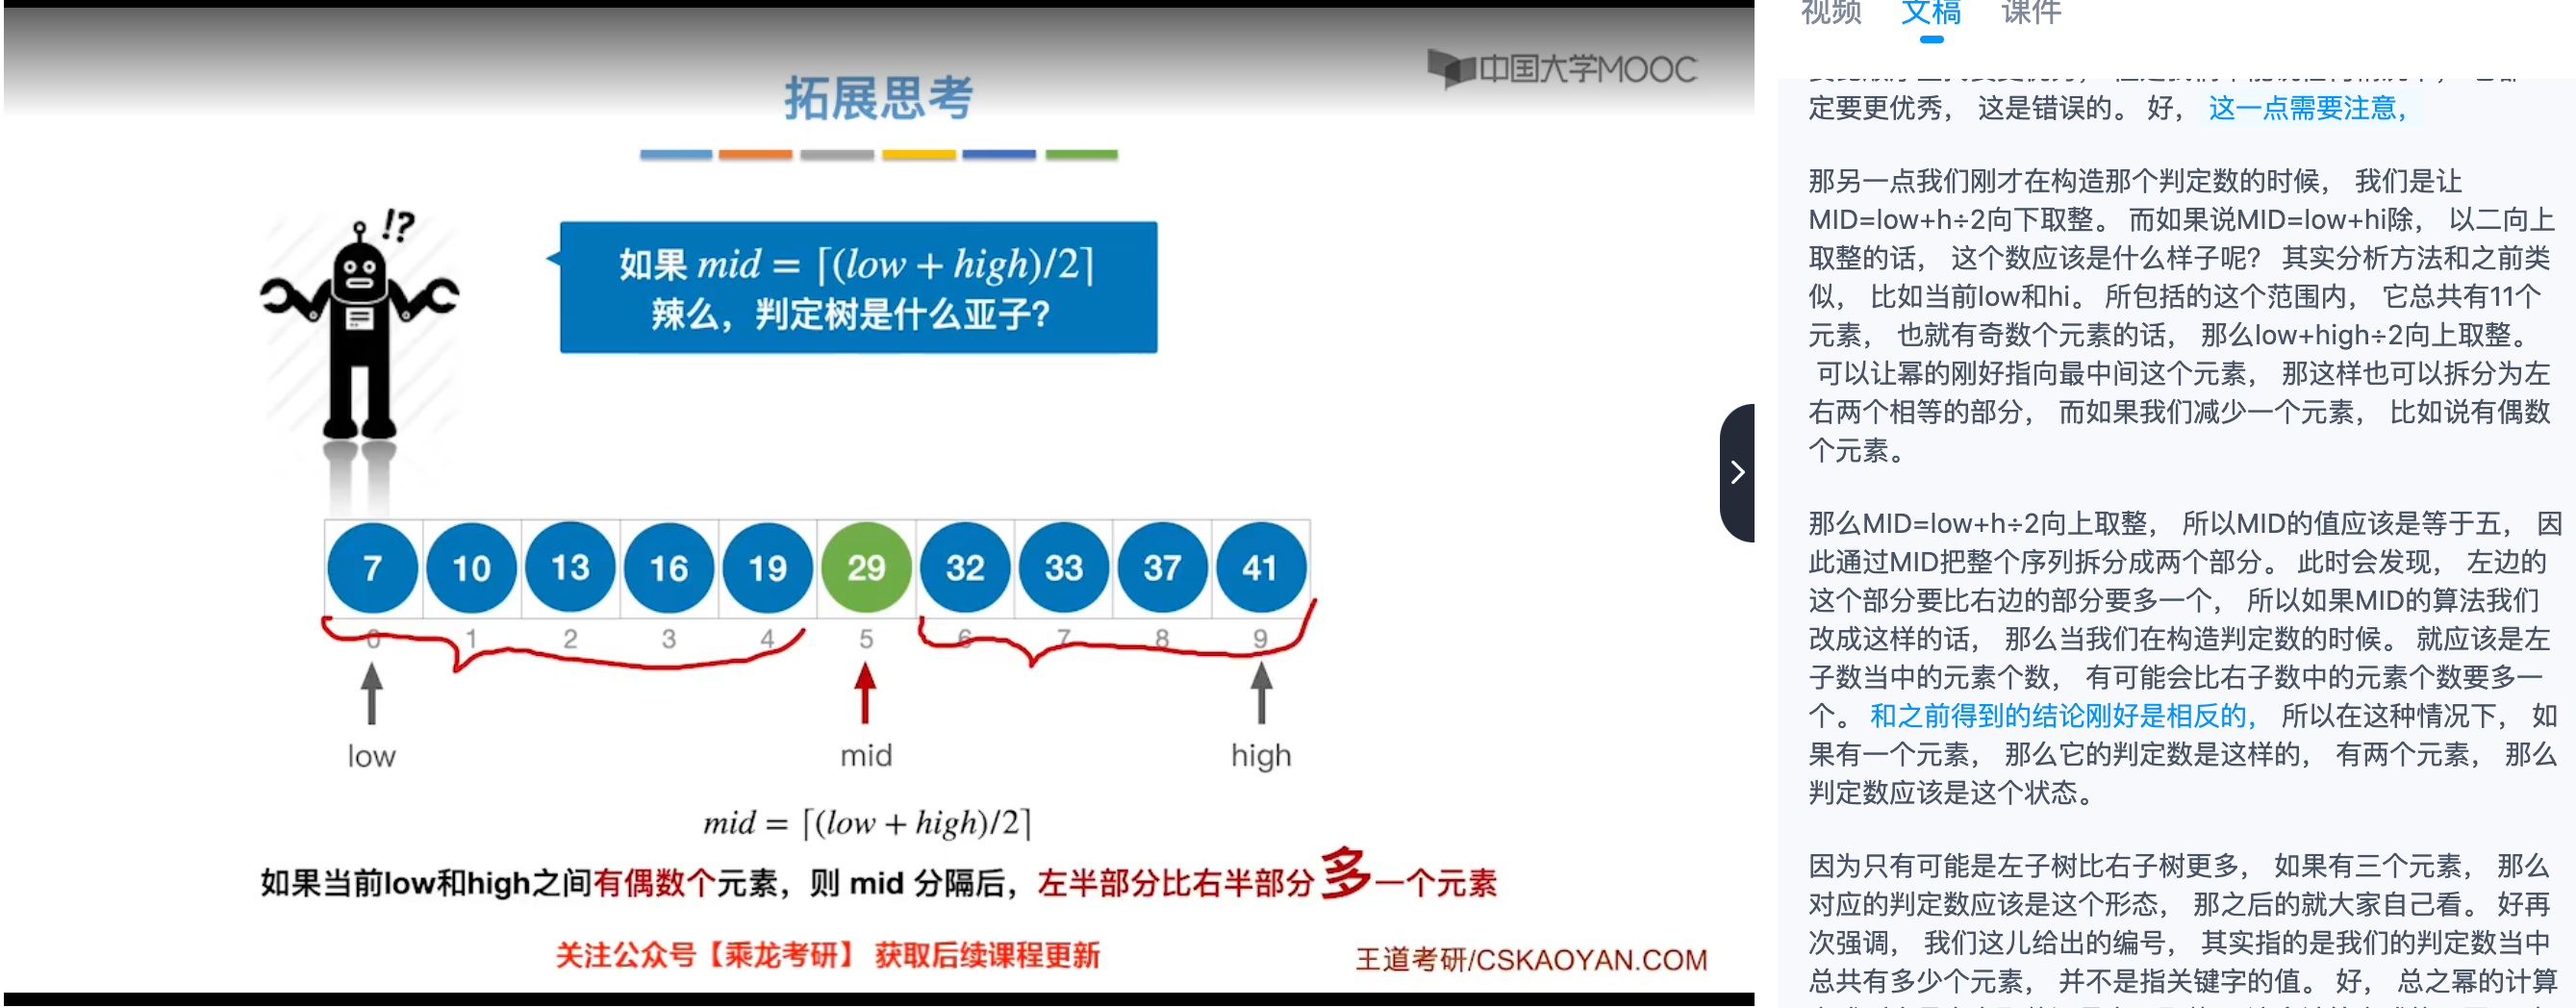 中国大学MOOC
拓展思考
!?
如果 mid = ⌈(low + high)/2⌉
辣么，判定树是什么亚子？
7 10 13 16 19 29 32 33 37 41
0 1 2 3 4 5 6 7 8 9
low mid high
mid = ⌈(low + high)/2⌉
如果当前low和high之间有偶数个元素，则 mid 分隔后，左半部分比右半部分多一个元素
关注公众号【乘龙考研】 获取后续课程更新
王道考研/CSKAOYAN.COM
视频 文稿 课件
定要更优秀， 这是错误的。 好， 这一点需要注意，
那另一点我们刚才在构造那个判定数的时候， 我们是让
MID=low+h÷2向下取整。 而如果说MID=low+hi除， 以二向上
取整的话， 这个数应该是什么样子呢？ 其实分析方法和之前类
似， 比如当前low和hi。 所包括的这个范围内， 它总共有11个
元素， 也就有奇数个元素的话， 那么low+high÷2向上取整。
可以让幂的刚好指向最中间这个元素， 那这样也可以拆分为左
右两个相等的部分， 而如果我们减少一个元素， 比如说有偶数
个元素。
那么MID=low+h÷2向上取整， 所以MID的值应该是等于五， 因
此通过MID把整个序列拆分成两个部分。 此时会发现， 左边的
这个部分要比右边的部分要多一个， 所以如果MID的算法我们
改成这样的话， 那么当我们在构造判定数的时候。 就应该是左
子数当中的元素个数， 有可能会比右子数中的元素个数要多一
个。 和之前得到的结论刚好是相反的， 所以在这种情况下， 如
果有一个元素， 那么它的判定数是这样的， 有两个元素， 那么
判定数应该是这个状态。
因为只有可能是左子树比右子树更多， 如果有三个元素， 那么
对应的判定数应该是这个形态， 那之后的就大家自己看。 好再
次强调， 我们这儿给出的编号， 其实指的是我们的判定数当中
总共有多少个元素， 并不是指关键字的值。 好， 总之幂的计算